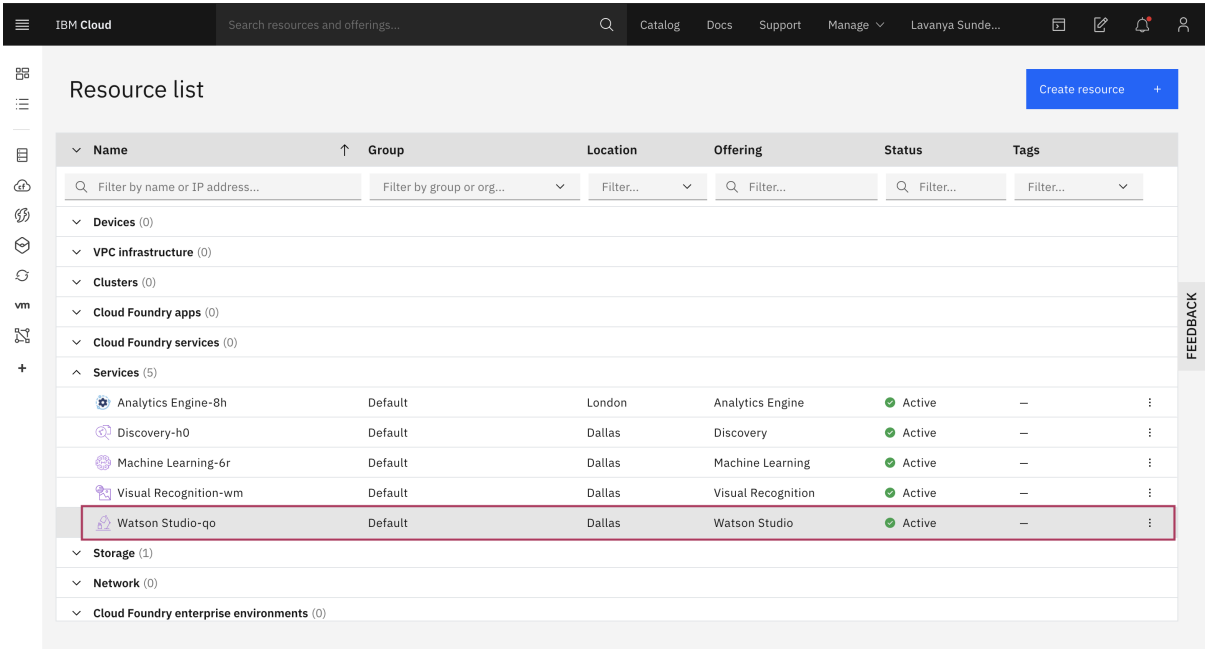 IBM Cloud Search resources and offerings... Catalog Docs Support Manage Lavanya Sunde...
Resource list
Create resource +
Name Group Location Offering Status Tags
Filter by name or IP address... Filter by group or org... Filter... Filter... Filter... Filter...
Devices (0)
VPC infrastructure (0)
Clusters (0)
Cloud Foundry apps (0)
Cloud Foundry services (0)
Services (5)
Analytics Engine-8h Default London Analytics Engine Active —
Discovery-h0 Default Dallas Discovery Active —
Machine Learning-6r Default Dallas Machine Learning Active —
Visual Recognition-wm Default Dallas Visual Recognition Active —
Watson Studio-qo Default Dallas Watson Studio Active —
Storage (1)
Network (0)
Cloud Foundry enterprise environments (0)
cf
vm
FEEDBACK